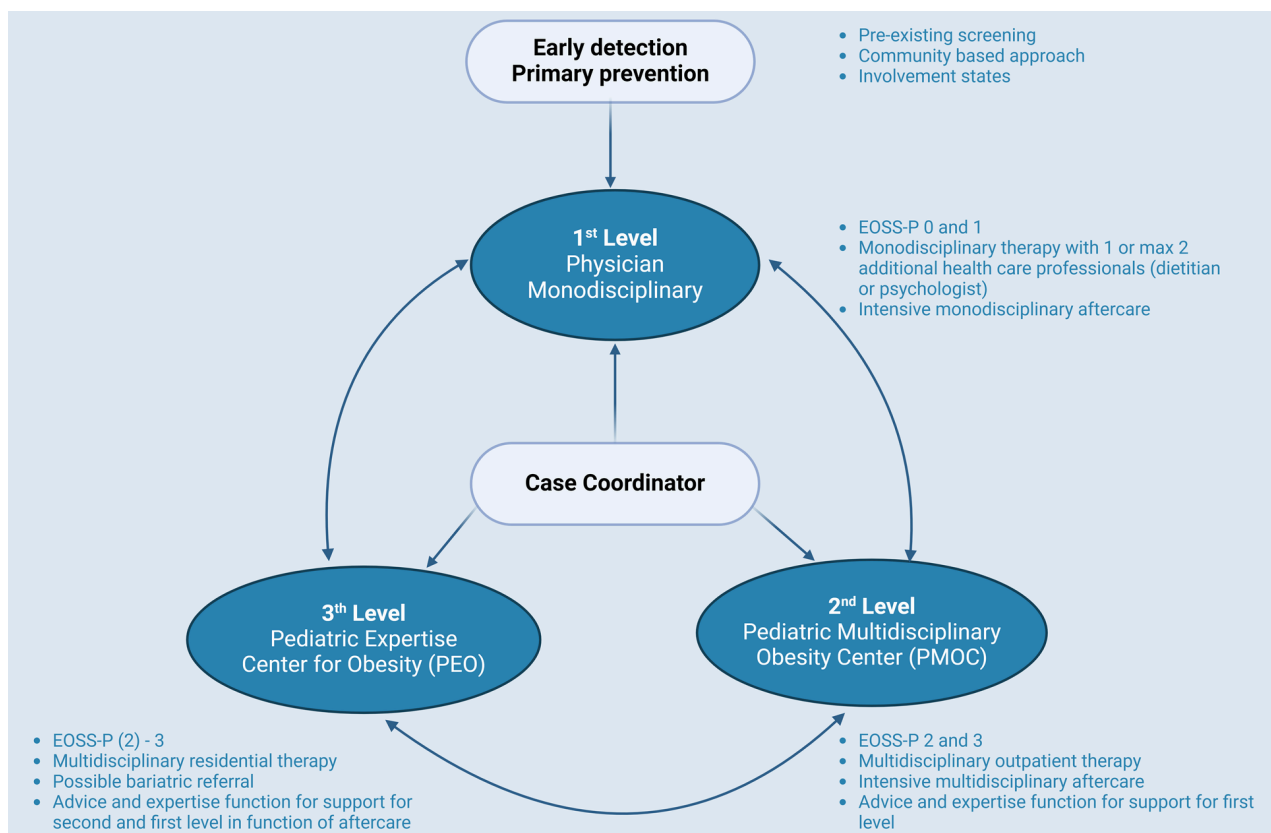 Early detection
Primary prevention
• Pre-existing screening
• Community based approach
• Involvement states
1st Level
Physician
Monodisciplinary
• EOSS-P 0 and 1
• Monodisciplinary therapy with 1 or max 2
additional health care professionals (dietitian
or psychologist)
• Intensive monodisciplinary aftercare
Case Coordinator
3th Level
Pediatric Expertise
Center for Obesity (PEO)
2nd Level
Pediatric Multidisciplinary
Obesity Center (PMOC)
• EOSS-P (2) - 3
• Multidisciplinary residential therapy
• Possible bariatric referral
• Advice and expertise function for support for
second and first level in function of aftercare
• EOSS-P 2 and 3
• Multidisciplinary outpatient therapy
• Intensive multidisciplinary aftercare
• Advice and expertise function for support for first
level